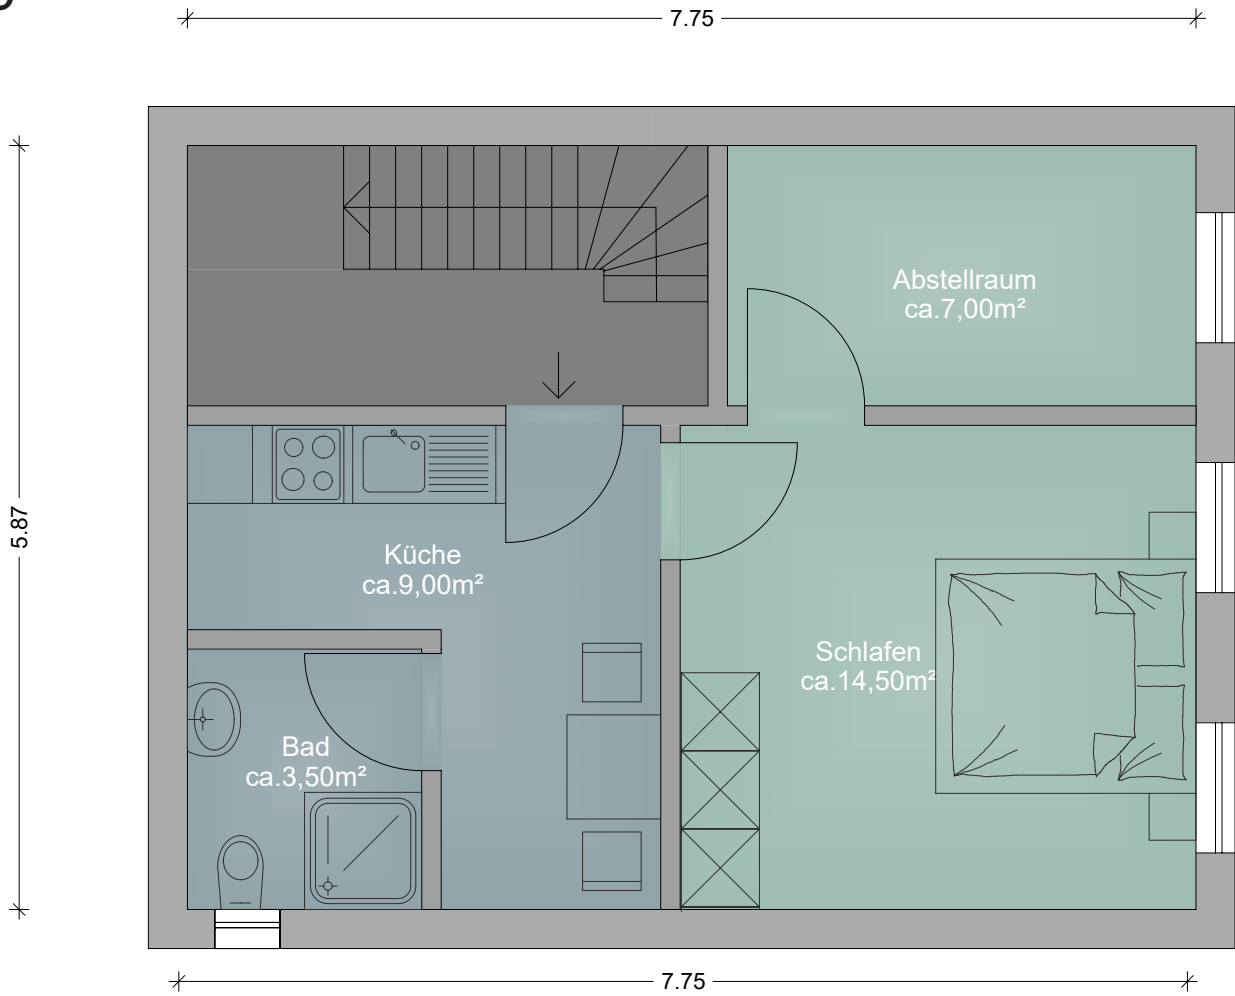 7.75
Abstellraum
ca.7,00m²
5.87
Küche
ca.9,00m²
Schlafen
ca.14,50m²
Bad
ca.3,50m²
7.75